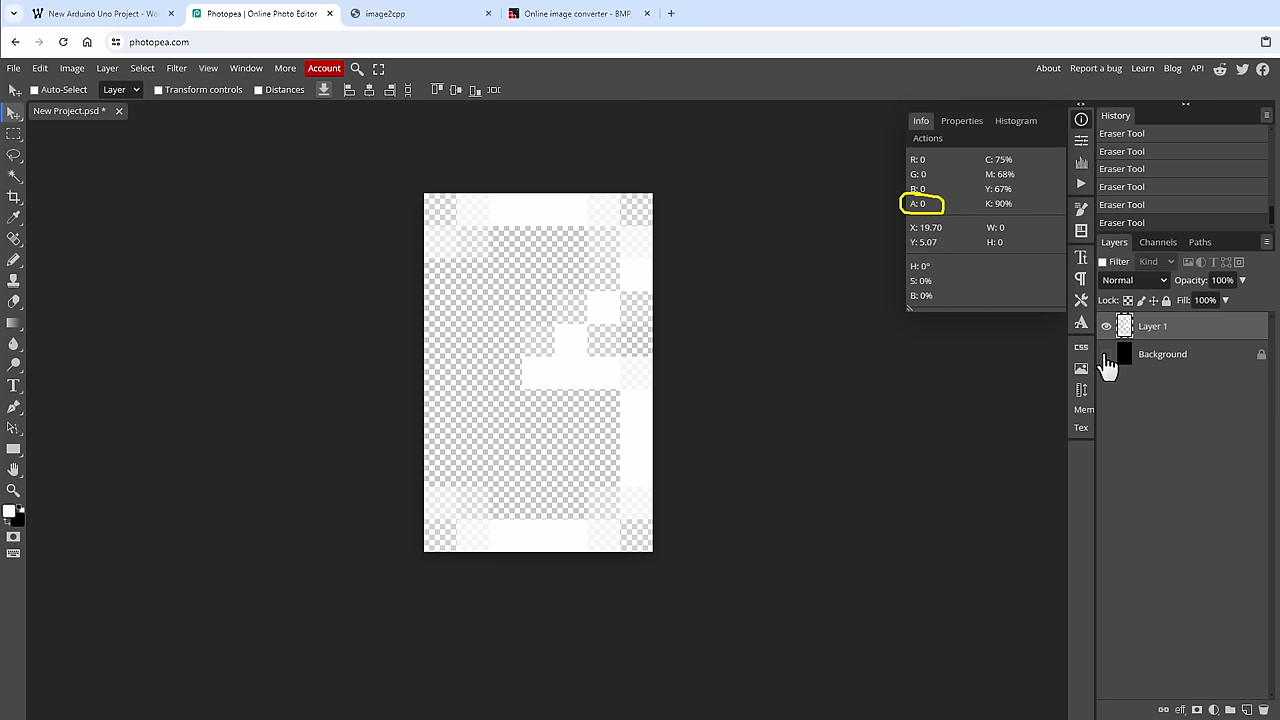 New Arduino Uno Project - Wo
Photopea | Online Photo Editor
image2cpp
Online image converter - BMP
photopea.com
File Edit Image Layer Select Filter View Window More Account
About Report a bug Learn Blog API
Auto-Select Layer Transform controls Distances
New Project.psd *
Info Properties Histogram
Actions
R: 0 C: 75%
G: 0 M: 68%
B: 0 Y: 67%
A: 0 K: 90%
X: 19.70 W: 0
Y: 5.07 H: 0
H: 0°
S: 0%
B: 0%
CSS
Mem
Tex
History
Eraser Tool
Eraser Tool
Eraser Tool
Eraser Tool
Eraser Tool
Eraser Tool
Layers Channels Paths
Filter Kind
Normal Opacity: 100%
Lock: Fill: 100%
Layer 1
Background
eff